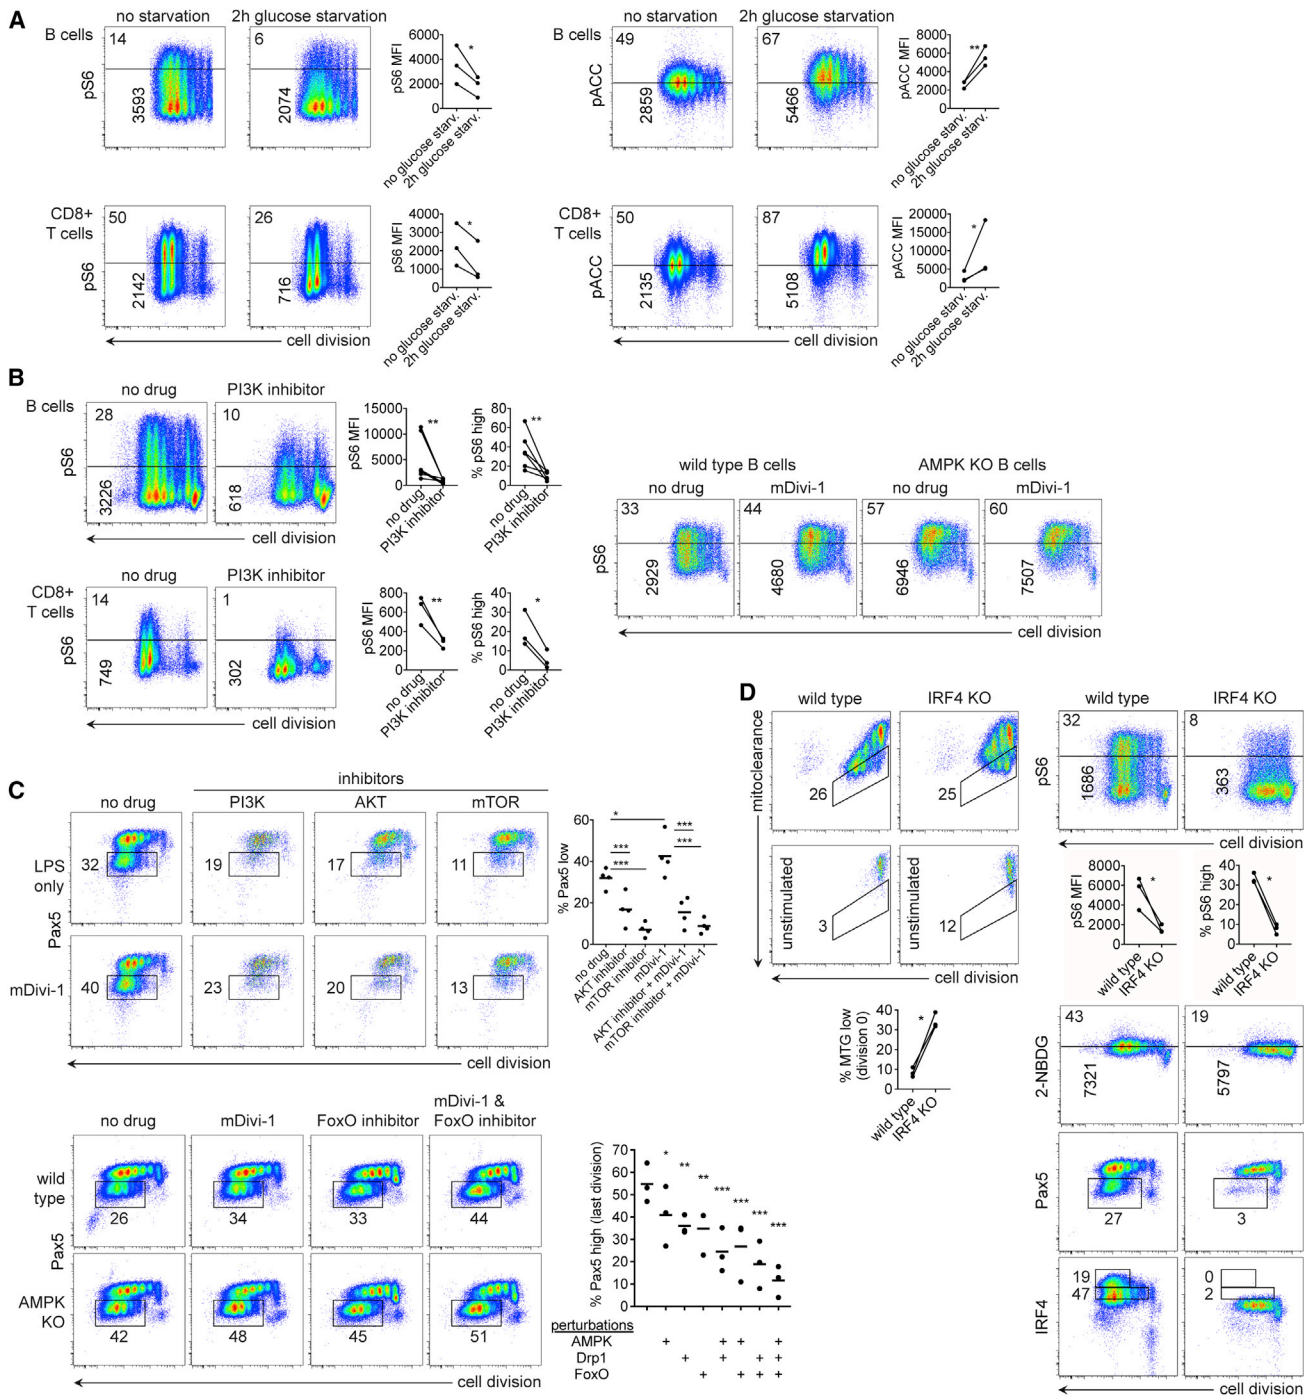 A
no starvation
2h glucose starvation
B cells
14
6
pS6
3593
2074
pS6 MFI
6000
4000
2000
0
*
no glucose starv.
2h glucose starv.
no starvation
2h glucose starvation
B cells
49
67
pACC
2859
5466
pACC MFI
8000
6000
4000
2000
0
**
no glucose starv.
2h glucose starv.
CD8+
T cells
50
26
pS6
2142
716
cell division
pS6 MFI
4000
3000
2000
1000
0
*
no glucose starv.
2h glucose starv.
CD8+
T cells
50
87
pACC
2135
5108
cell division
pACC MFI
20000
15000
10000
5000
0
*
no glucose starv.
2h glucose starv.
B
no drug
PI3K inhibitor
B cells
28
10
pS6
3226
618
cell division
pS6 MFI
15000
10000
5000
0
**
no drug
PI3K inhibitor
% pS6 high
80
60
40
20
0
**
no drug
PI3K inhibitor
no drug
PI3K inhibitor
CD8+
T cells
14
1
pS6
749
302
cell division
pS6 MFI
800
600
400
200
0
**
no drug
PI3K inhibitor
% pS6 high
40
20
0
*
no drug
PI3K inhibitor
wild type B cells
AMPK KO B cells
no drug
mDivi-1
no drug
mDivi-1
33
44
57
60
pS6
2929
4680
6946
7507
cell division
C
inhibitors
no drug
PI3K
AKT
mTOR
LPS
only
32
19
17
11
Pax5
mDivi-1
40
23
20
13
cell division
% Pax5 low
60
40
20
0
*
***
***
***
***
no drug
AKT inhibitor
mTOR inhibitor
mDivi-1
AKT inhibitor + mDivi-1
mTOR inhibitor + mDivi-1
no drug
mDivi-1
FoxO inhibitor
mDivi-1 &
FoxO inhibitor
wild
type
26
34
33
44
Pax5
AMPK
KO
42
48
45
51
cell division
% Pax5 high (last division)
70
60
50
40
30
20
10
0
*
**
**
***
***
***
***
perturbations
AMPK + + + +
Drp1 + + + +
FoxO + + + +
D
wild type
IRF4 KO
mitoclearance
26
25
unstimulated
3
unstimulated
12
cell division
% MTG low
(division 0)
40
30
20
10
0
*
wild type
IRF4 KO
wild type
IRF4 KO
32
8
pS6
1686
363
cell division
pS6 MFI
8000
6000
4000
2000
0
*
wild type
IRF4 KO
% pS6 high
40
30
20
10
0
*
wild type
IRF4 KO
43
19
2-NBDG
7321
5797
Pax5
27
3
IRF4
19
47
0
2
cell division